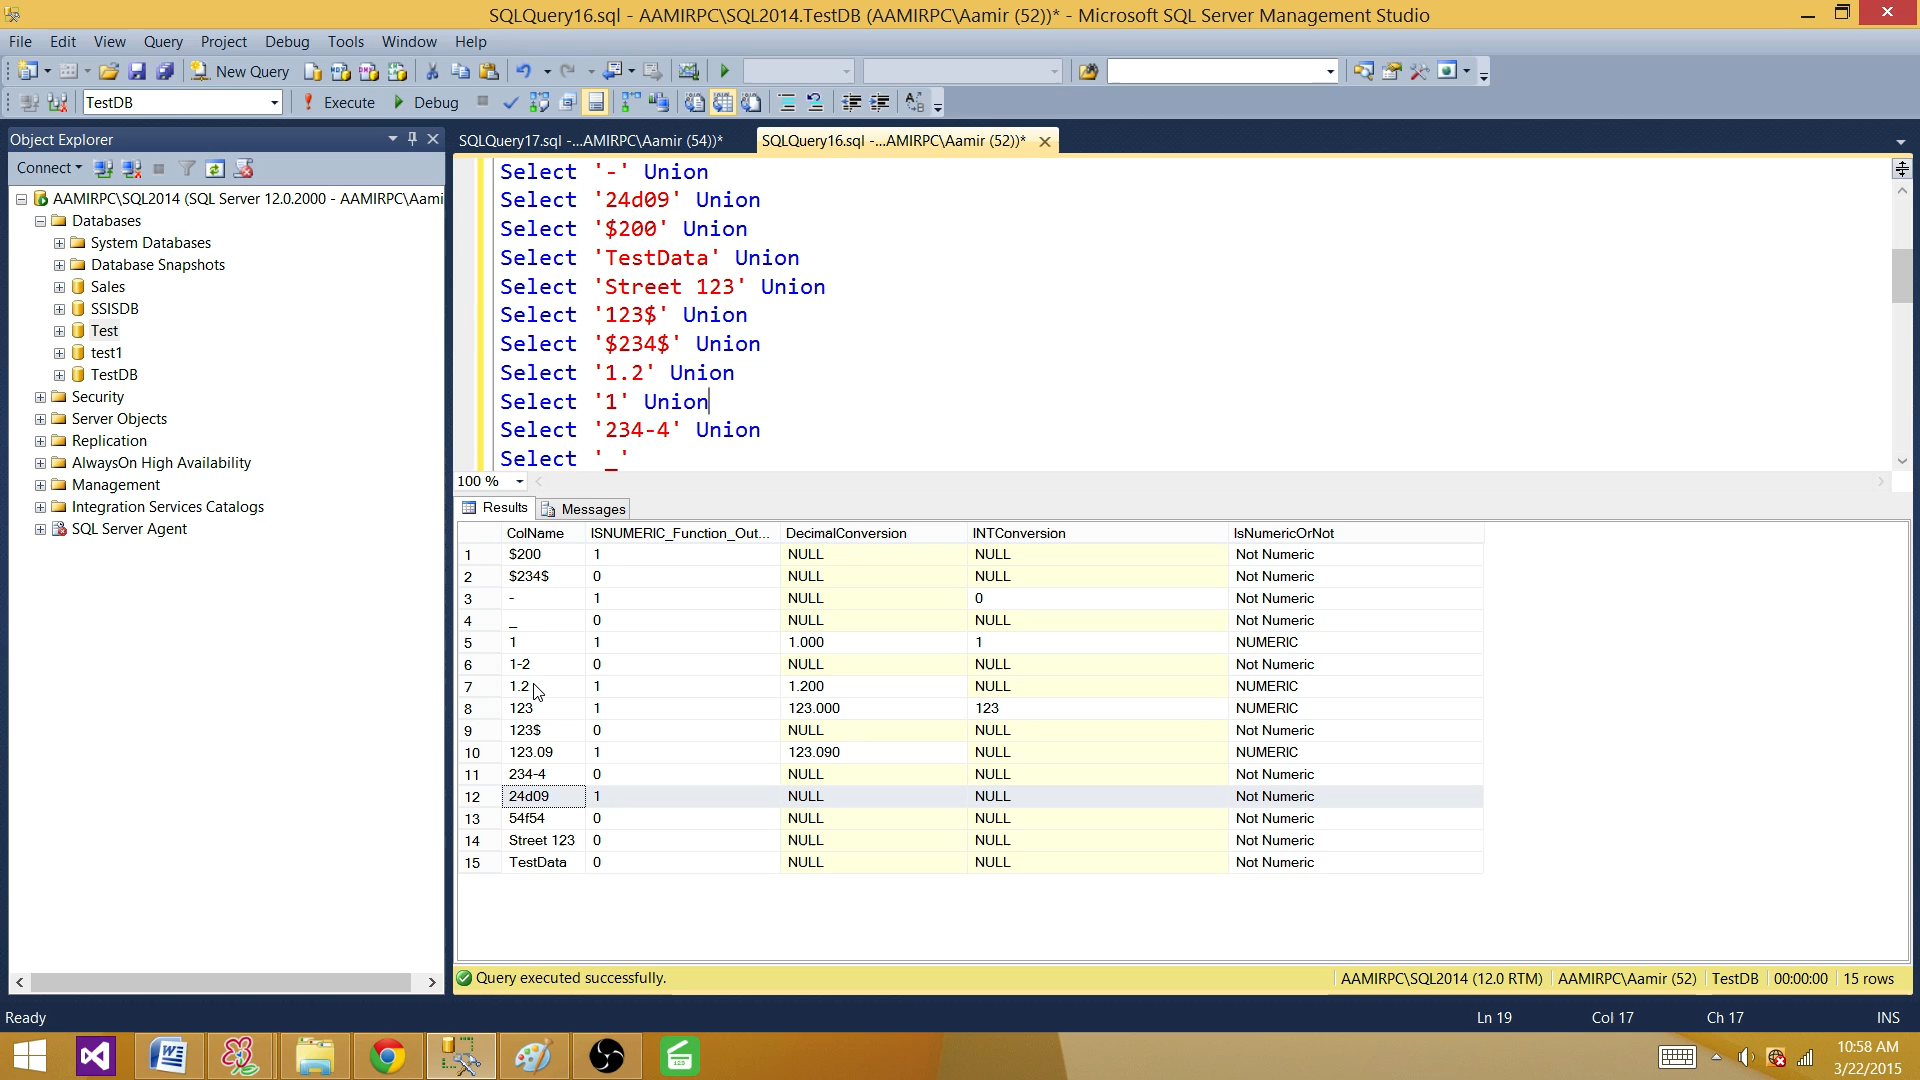 SQLQuery16.sql - AAMIRPC\SQL2014.TestDB (AAMIRPC\Aamir (52))* - Microsoft SQL Server Management Studio
File Edit View Query Project Debug Tools Window Help
New Query
TestDB Execute Debug
Object Explorer
SQLQuery17.sql -...AMIRPC\Aamir (54))* SQLQuery16.sql -...AMIRPC\Aamir (52))*
Connect
AAMIRPC\SQL2014 (SQL Server 12.0.2000 - AAMIRPC\Aami
Databases
System Databases
Database Snapshots
Sales
SSISDB
Test
test1
TestDB
Security
Server Objects
Replication
AlwaysOn High Availability
Management
Integration Services Catalogs
SQL Server Agent
Select '-' Union
Select '24d09' Union
Select '$200' Union
Select 'TestData' Union
Select 'Street 123' Union
Select '123$' Union
Select '$234$' Union
Select '1.2' Union
Select '1' Union
Select '234-4' Union
Select '_'
100 %
Results Messages
ColName ISNUMERIC_Function_Out... DecimalConversion INTConversion IsNumericOrNot
1 $200 1 NULL NULL Not Numeric
2 $234$ 0 NULL NULL Not Numeric
3 - 1 NULL 0 Not Numeric
4 _ 0 NULL NULL Not Numeric
5 1 1 1.000 1 NUMERIC
6 1-2 0 NULL NULL Not Numeric
7 1.2 1 1.200 NULL NUMERIC
8 123 1 123.000 123 NUMERIC
9 123$ 0 NULL NULL Not Numeric
10 123.09 1 123.090 NULL NUMERIC
11 234-4 0 NULL NULL Not Numeric
12 24d09 1 NULL NULL Not Numeric
13 54f54 0 NULL NULL Not Numeric
14 Street 123 0 NULL NULL Not Numeric
15 TestData 0 NULL NULL Not Numeric
Query executed successfully. AAMIRPC\SQL2014 (12.0 RTM) AAMIRPC\Aamir (52) TestDB 00:00:00 15 rows
Ready Ln 19 Col 17 Ch 17 INS
10:58 AM
3/22/2015